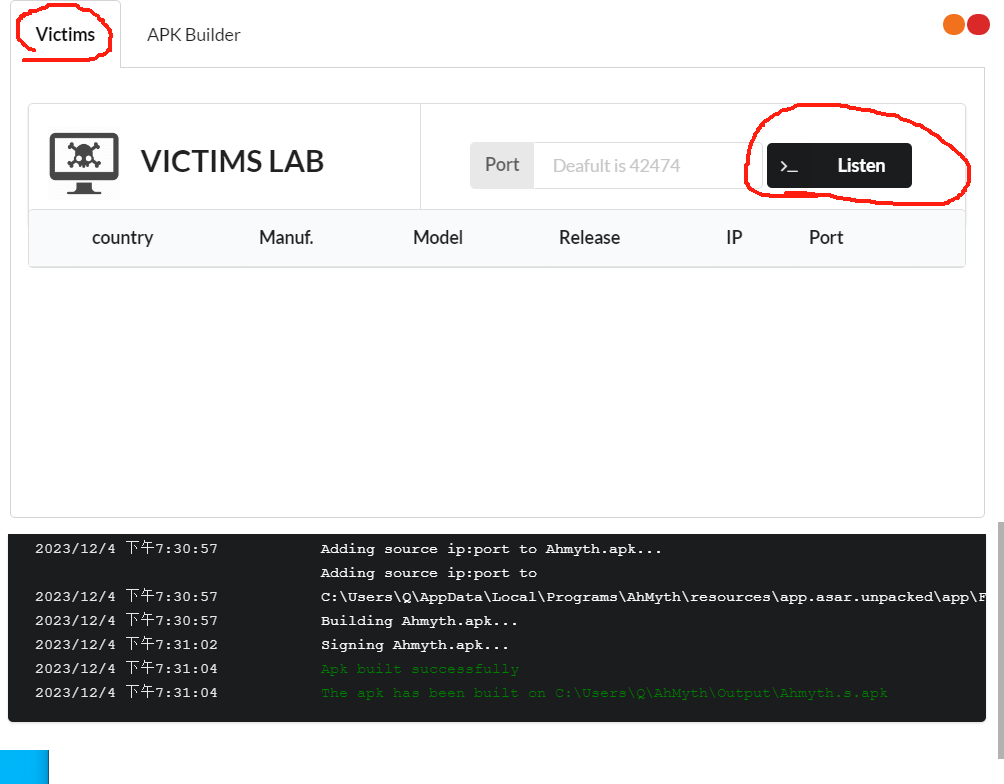 Victims APK Builder
VICTIMS LAB Port Deafult is 42474 >_ Listen
country Manuf. Model Release IP Port
2023/12/4 下午7:30:57 Adding source ip:port to Ahmyth.apk...
Adding source ip:port to
2023/12/4 下午7:30:57 C:\Users\Q\AppData\Local\Programs\AhMyth\resources\app.asar.unpacked\app\F
2023/12/4 下午7:30:57 Building Ahmyth.apk...
2023/12/4 下午7:31:02 Signing Ahmyth.apk...
2023/12/4 下午7:31:04 Apk built successfully
2023/12/4 下午7:31:04 The apk has been built on C:\Users\Q\AhMyth\Output\Ahmyth.s.apk